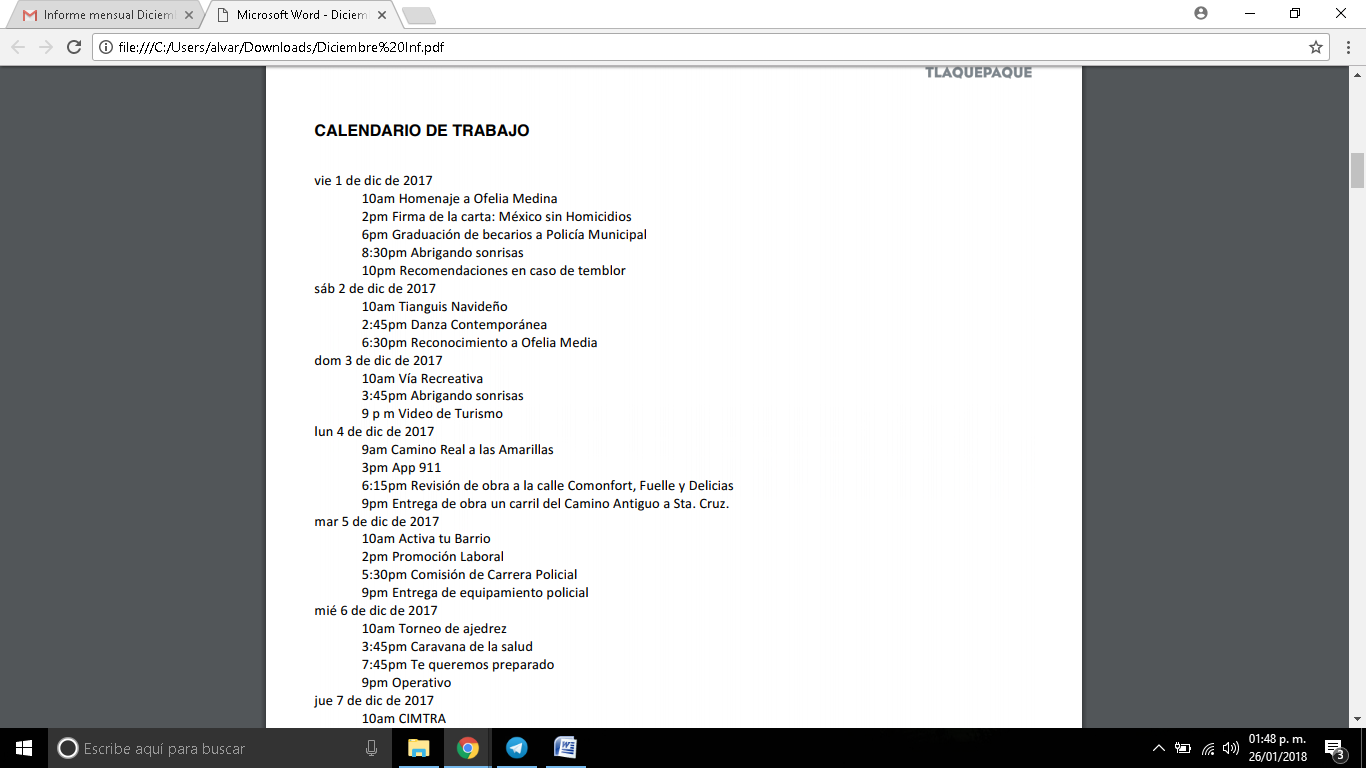 Informe mensual Diciem
Microsoft Word - Diciem
file:///C:/Users/alvar/Downloads/Diciembre%20Inf.pdf
TLAQUEPAQUE
CALENDARIO DE TRABAJO
vie 1 de dic de 2017
10am Homenaje a Ofelia Medina
2pm Firma de la carta: México sin Homicidios
6pm Graduación de becarios a Policía Municipal
8:30pm Abrigando sonrisas
10pm Recomendaciones en caso de temblor
sáb 2 de dic de 2017
10am Tianguis Navideño
2:45pm Danza Contemporánea
6:30pm Reconocimiento a Ofelia Media
dom 3 de dic de 2017
10am Vía Recreativa
3:45pm Abrigando sonrisas
9 p m Video de Turismo
lun 4 de dic de 2017
9am Camino Real a las Amarillas
3pm App 911
6:15pm Revisión de obra a la calle Comonfort, Fuelle y Delicias
9pm Entrega de obra un carril del Camino Antiguo a Sta. Cruz.
mar 5 de dic de 2017
10am Activa tu Barrio
2pm Promoción Laboral
5:30pm Comisión de Carrera Policial
9pm Entrega de equipamiento policial
mié 6 de dic de 2017
10am Torneo de ajedrez
3:45pm Caravana de la salud
7:45pm Te queremos preparado
9pm Operativo
jue 7 de dic de 2017
10am CIMTRA
Escribe aquí para buscar
01:48 p. m.
26/01/2018
3